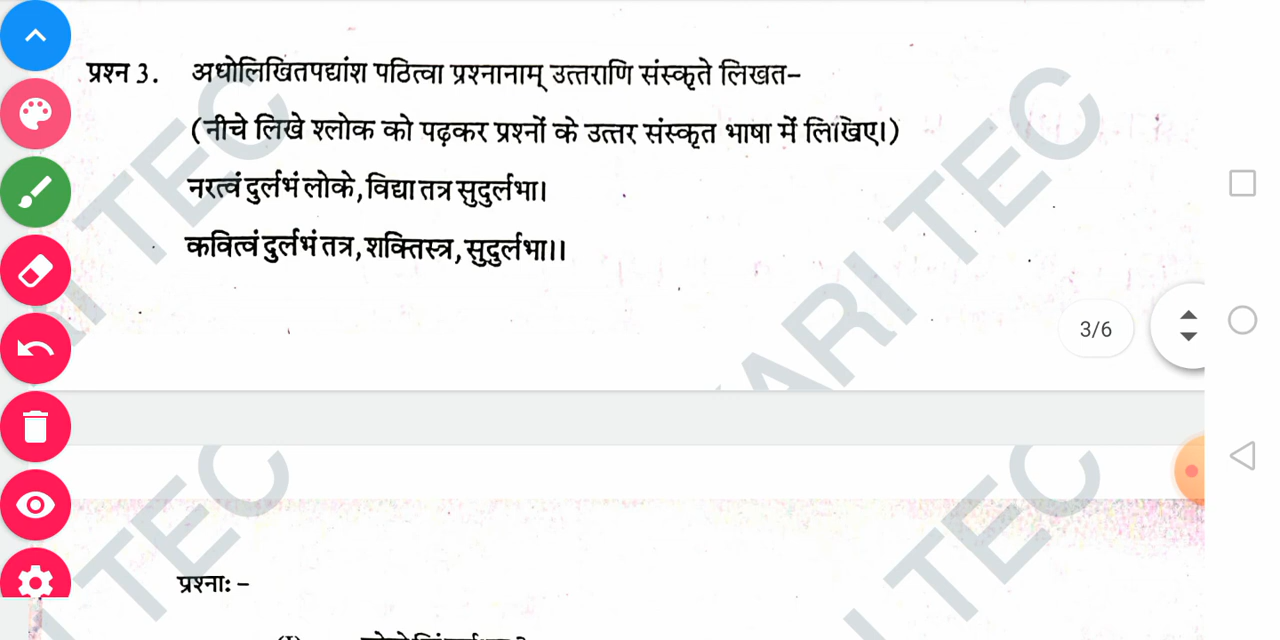 प्रश्न 3. अधोलिखितपद्यांश पठित्वा प्रश्नानाम् उत्तराणि संस्कृते लिखत–
(नीचे लिखे श्लोक को पढ़कर प्रश्नों के उत्तर संस्कृत भाषा में लिखिए।)
नरत्वं दुर्लभं लोके, विद्या तत्र सुदुर्लभा।
कवित्वं दुर्लभं तत्र, शक्तिस्त्र, सुदुर्लभा।।
3/6
प्रश्ना: –